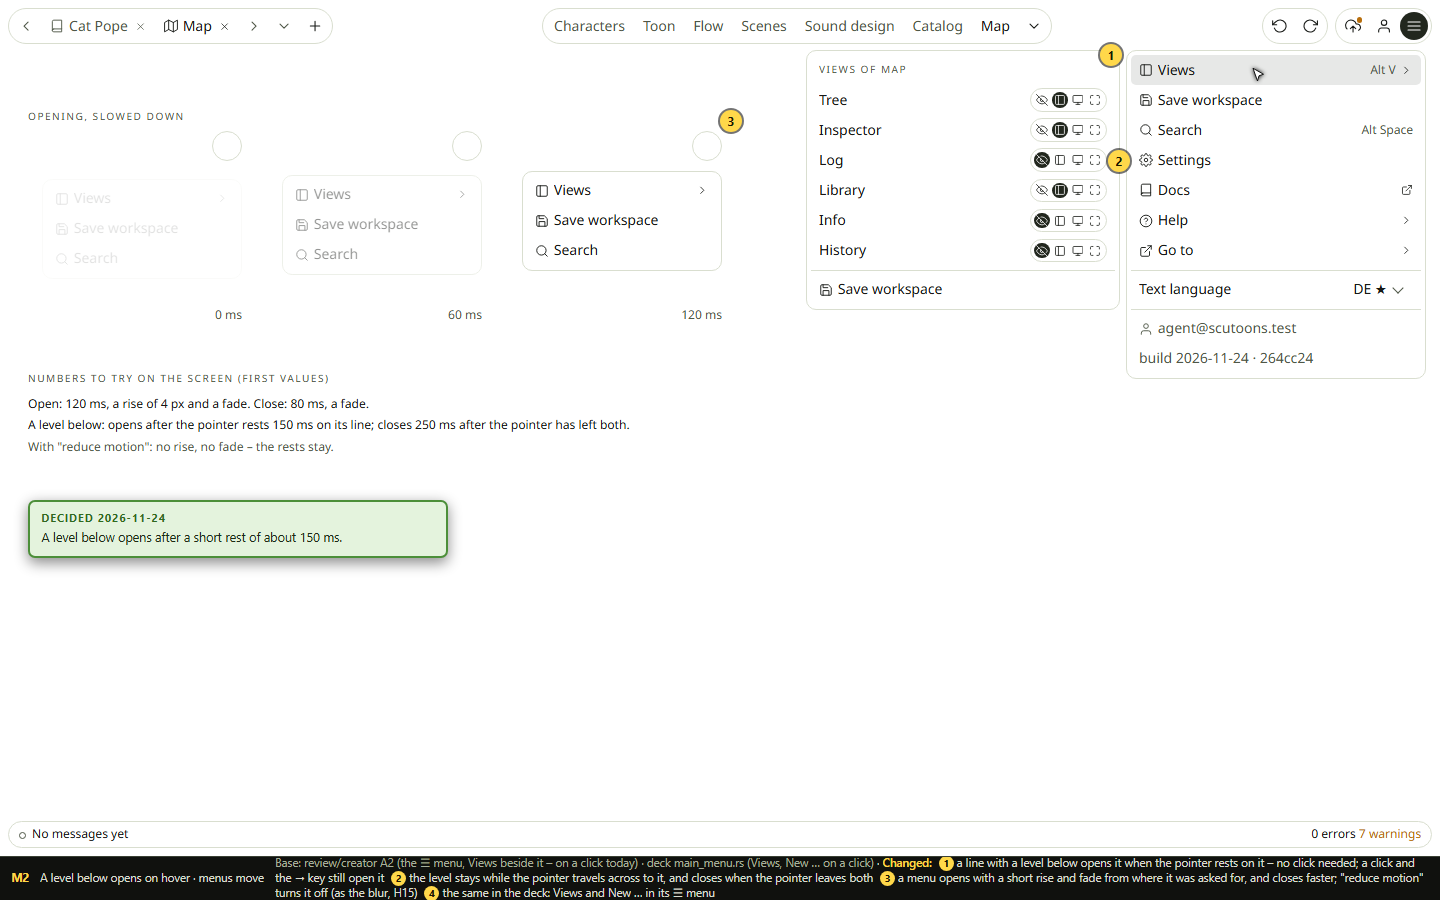 Cat Pope
Map
Characters
Toon
Flow
Scenes
Sound design
Catalog
Map
OPENING, SLOWED DOWN
3
Views
Save workspace
Search
0 ms
Views
Save workspace
Search
60 ms
Views
Save workspace
Search
120 ms
NUMBERS TO TRY ON THE SCREEN (FIRST VALUES)
Open: 120 ms, a rise of 4 px and a fade. Close: 80 ms, a fade.
A level below: opens after the pointer rests 150 ms on its line; closes 250 ms after the pointer has left both.
With "reduce motion": no rise, no fade – the rests stay.
DECIDED 2026-11-24
A level below opens after a short rest of about 150 ms.
VIEWS OF MAP
1
Tree
Inspector
Log
2
Library
Info
History
Save workspace
Views Alt V
Save workspace
Search Alt Space
Settings
Docs
Help
Go to
Text language DE ★
agent@scutoons.test
build 2026-11-24 · 264cc24
No messages yet
0 errors 7 warnings
M2 A level below opens on hover · menus move
Base: review/creator A2 (the ☰ menu, Views beside it – on a click today) · deck main_menu.rs (Views, New ... on a click) · Changed: 1 a line with a level below opens it when the pointer rests on it – no click needed; a click and
the → key still open it 2 the level stays while the pointer travels across to it, and closes when the pointer leaves both 3 a menu opens with a short rise and fade from where it was asked for, and closes faster; "reduce motion"
turns it off (as the blur, H15) 4 the same in the deck: Views and New ... in its ☰ menu